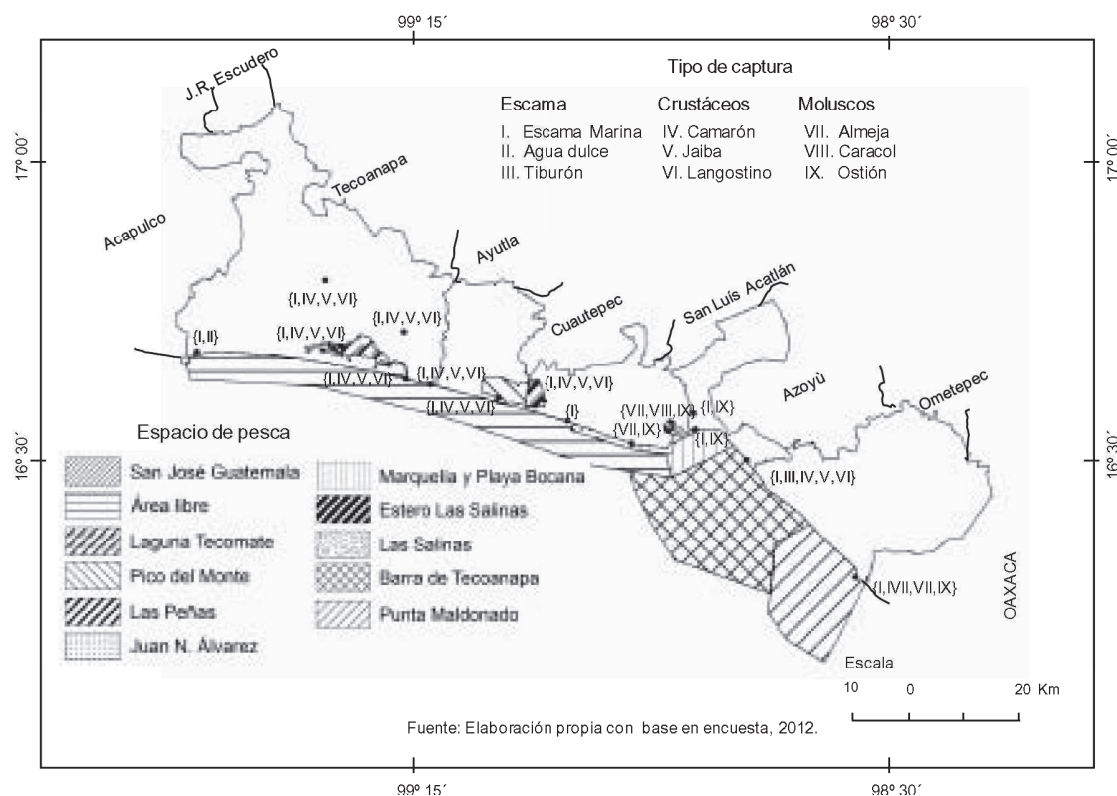 99º 15´
98º 30´
J.R. Escudero
Tipo de captura
Escama
Crustáceos
Moluscos
I. Escama Marina
IV. Camarón
VII. Almeja
II. Agua dulce
V. Jaiba
VIII. Caracol
III. Tiburón
VI. Langostino
IX. Ostión
17º 00´
17º 00´
Tecoanapa
Acapulco
Ayutla
San Luís Acatlán
Cuautepec
{I,IV,V,VI}
{I,II}
{I,IV,V,VI}
{I,IV,V,VI}
{I,IV,V,VI}
{I,IV,V,VI}
{I,IV,V,VI}
{I,IV,V,VI}
Azoyù
Ometepec
{I}
{VII,VIII,IX}
{I,IX}
{VII,IX}
{I,IX}
{I,III,IV,V,VI}
16º 30´
16º 30´
Espacio de pesca
San José Guatemala
Área libre
Laguna Tecomate
Pico del Monte
Las Peñas
Juan N. Álvarez
Marquelia y Playa Bocana
Estero Las Salinas
Las Salinas
Barra de Tecoanapa
Punta Maldonado
{I,IVII,VII,IX}
OAXACA
Escala
10 0 20 Km
Fuente: Elaboración propia con base en encuesta, 2012.
99º 15´
98º 30´